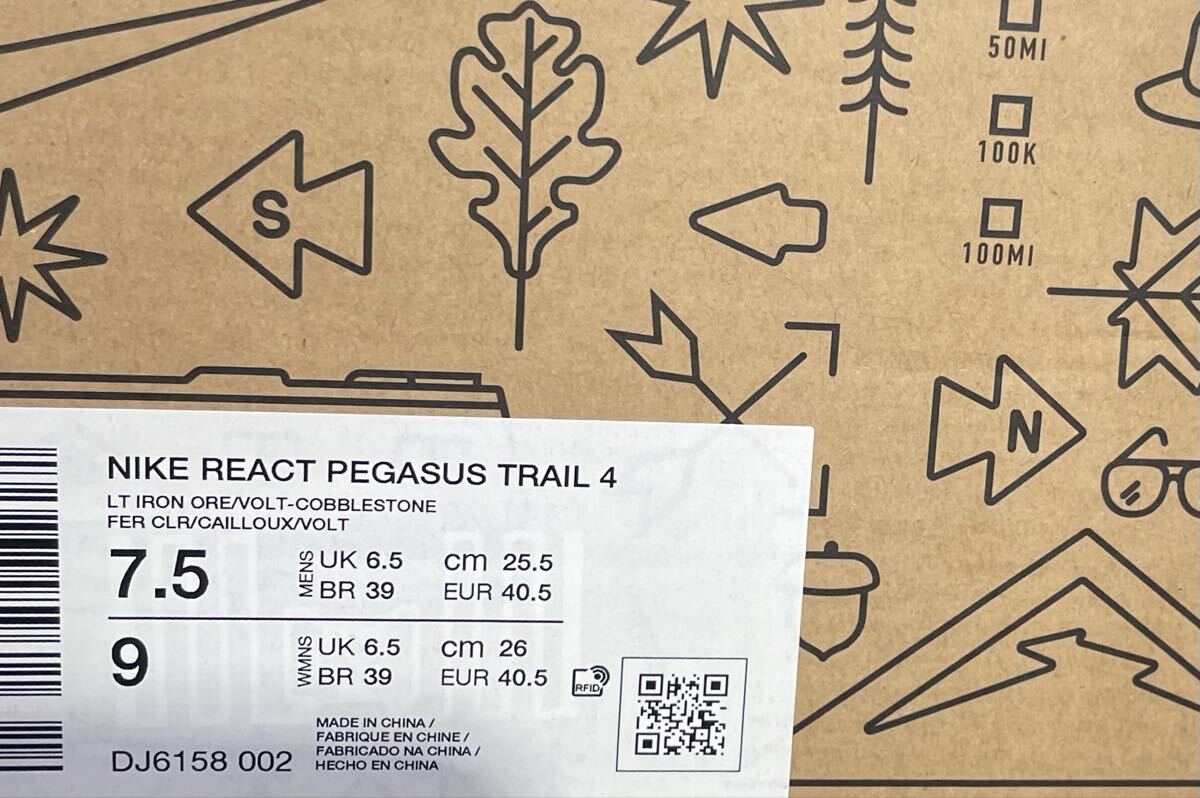 50MI
100K
100MI
S
N
NIKE REACT PEGASUS TRAIL 4
LT IRON ORE/VOLT-COBBLESTONE
FER CLR/CAILLOUX/VOLT
7.5 MENS UK 6.5 cm 25.5
BR 39 EUR 40.5
9 WMNS UK 6.5 cm 26
BR 39 EUR 40.5
RFID
DJ6158 002
MADE IN CHINA /
FABRIQUE EN CHINE /
FABRICADO NA CHINA /
HECHO EN CHINA